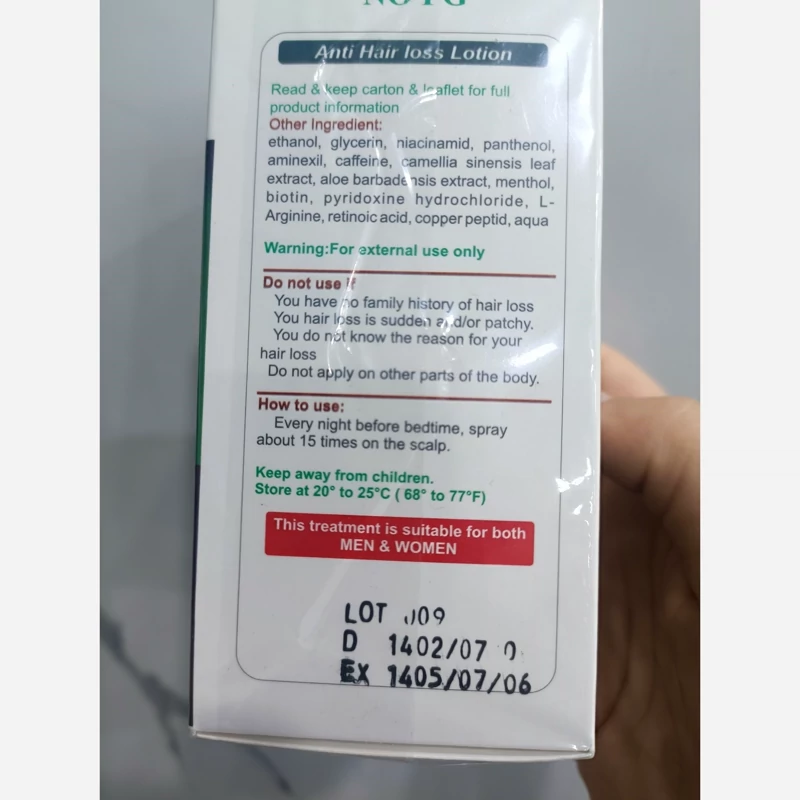 NO PG
Anti Hair loss Lotion
Read & keep carton & leaflet for full
product information
Other Ingredient:
ethanol, glycerin, niacinamid, panthenol,
aminexil, caffeine, camellia sinensis leaf
extract, aloe barbadensis extract, menthol,
biotin, pyridoxine hydrochloride, L-
Arginine, retinoic acid, copper peptid, aqua
Warning:For external use only
Do not use if
You have no family history of hair loss
You hair loss is sudden and/or patchy.
You do not know the reason for your
hair loss
Do not apply on other parts of the body.
How to use:
Every night before bedtime, spray
about 15 times on the scalp.
Keep away from children.
Store at 20° to 25°C ( 68° to 77°F)
This treatment is suitable for both
MEN & WOMEN
LOT 009
D 1402/07
EX 1405/07/06